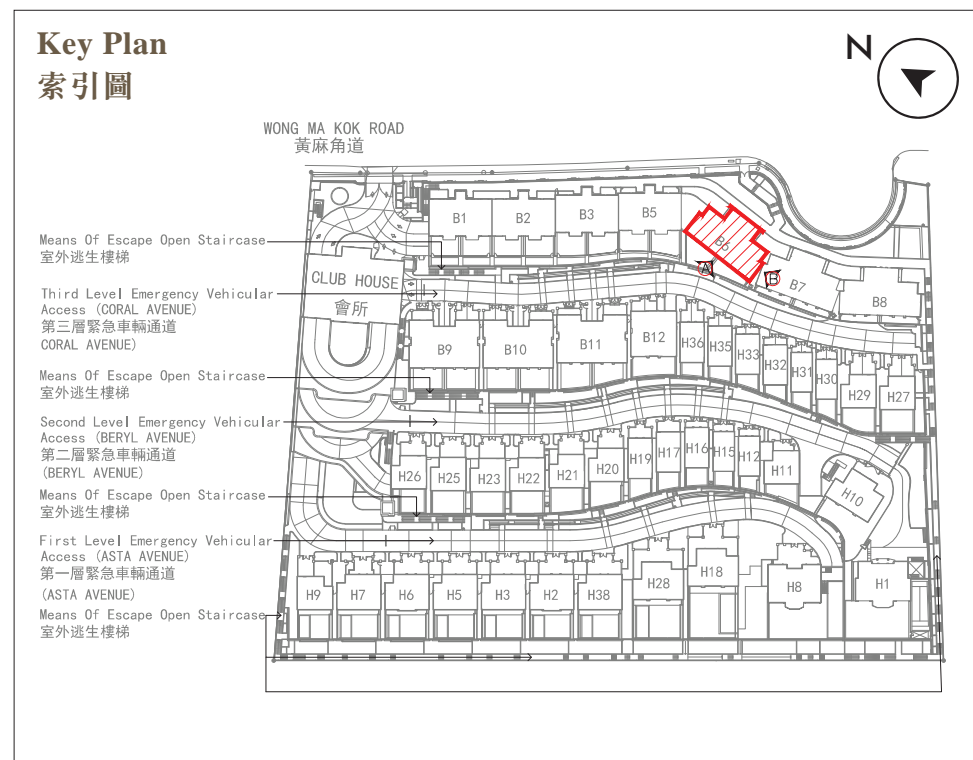 Key Plan
索引圖
N
WONG MA KOK ROAD
黃麻角道
Means Of Escape Open Staircase
室外逃生樓梯
Third Level Emergency Vehicular
Access (CORAL AVENUE)
第三層緊急車輛通道
CORAL AVENUE)
Means Of Escape Open Staircase
室外逃生樓梯
Second Level Emergency Vehicular
Access (BERYL AVENUE)
第二層緊急車輛通道
(BERYL AVENUE)
Means Of Escape Open Staircase
室外逃生樓梯
First Level Emergency Vehicular
Access (ASTA AVENUE)
第一層緊急車輛通道
(ASTA AVENUE)
Means Of Escape Open Staircase
室外逃生樓梯
CLUB HOUSE
會所
B1 B2 B3 B5 B6 B7 B8
A B
B9 B10 B11 B12 H36 H35 H33 H32 H31 H30 H29 H27
H26 H25 H23 H22 H21 H20 H19 H17 H16 H15 H12 H11 H10
H9 H7 H6 H5 H3 H2 H38 H28 H18 H8 H1